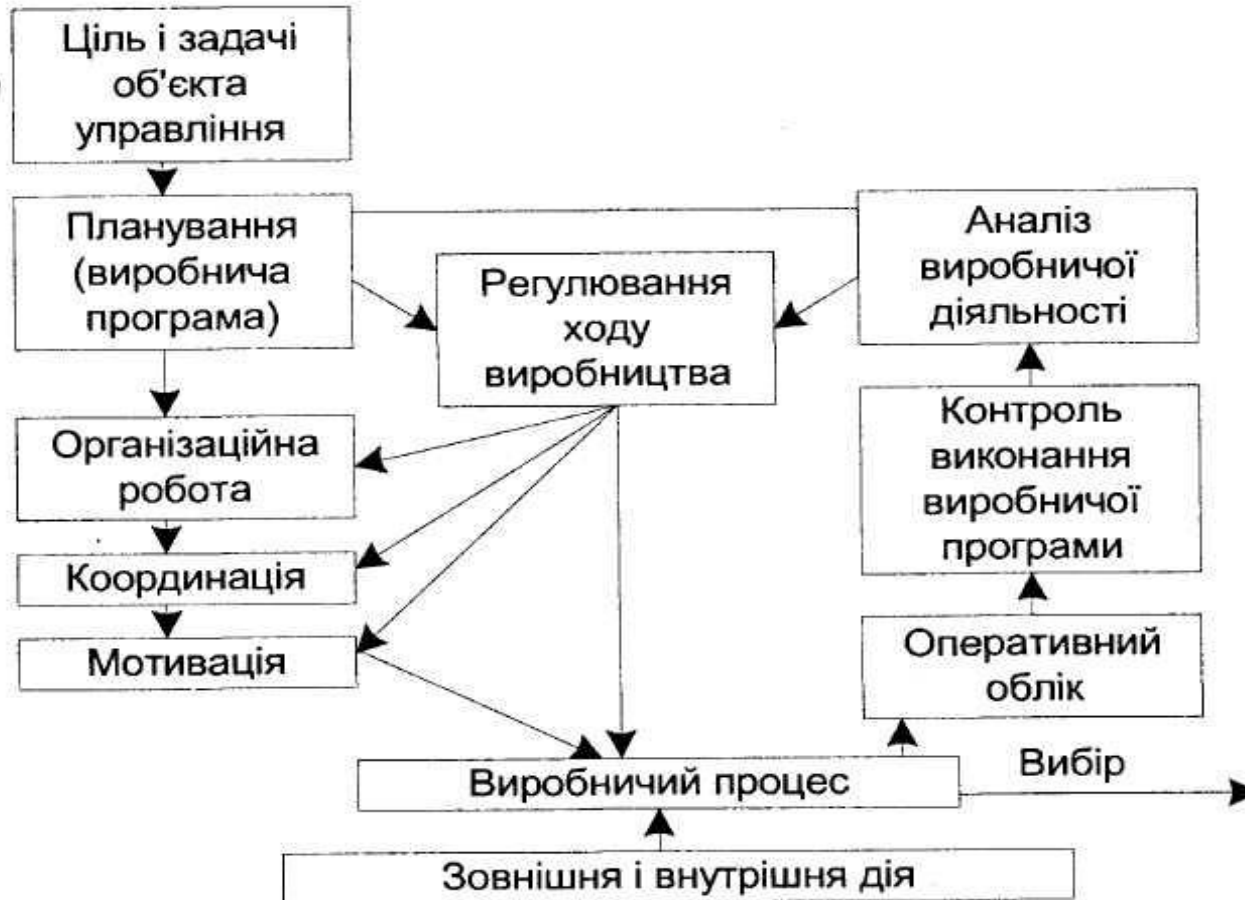 Ціль і задачі
об'єкта
управління
Планування
(виробнича
програма)
Регулювання
ходу
виробництва
Аналіз
виробничої
діяльності
Організаційна
робота
Контроль
виконання
виробничої
програми
Координація
Мотивація
Оперативний
облік
Виробничий процес
Вибір
Зовнішня і внутрішня дія